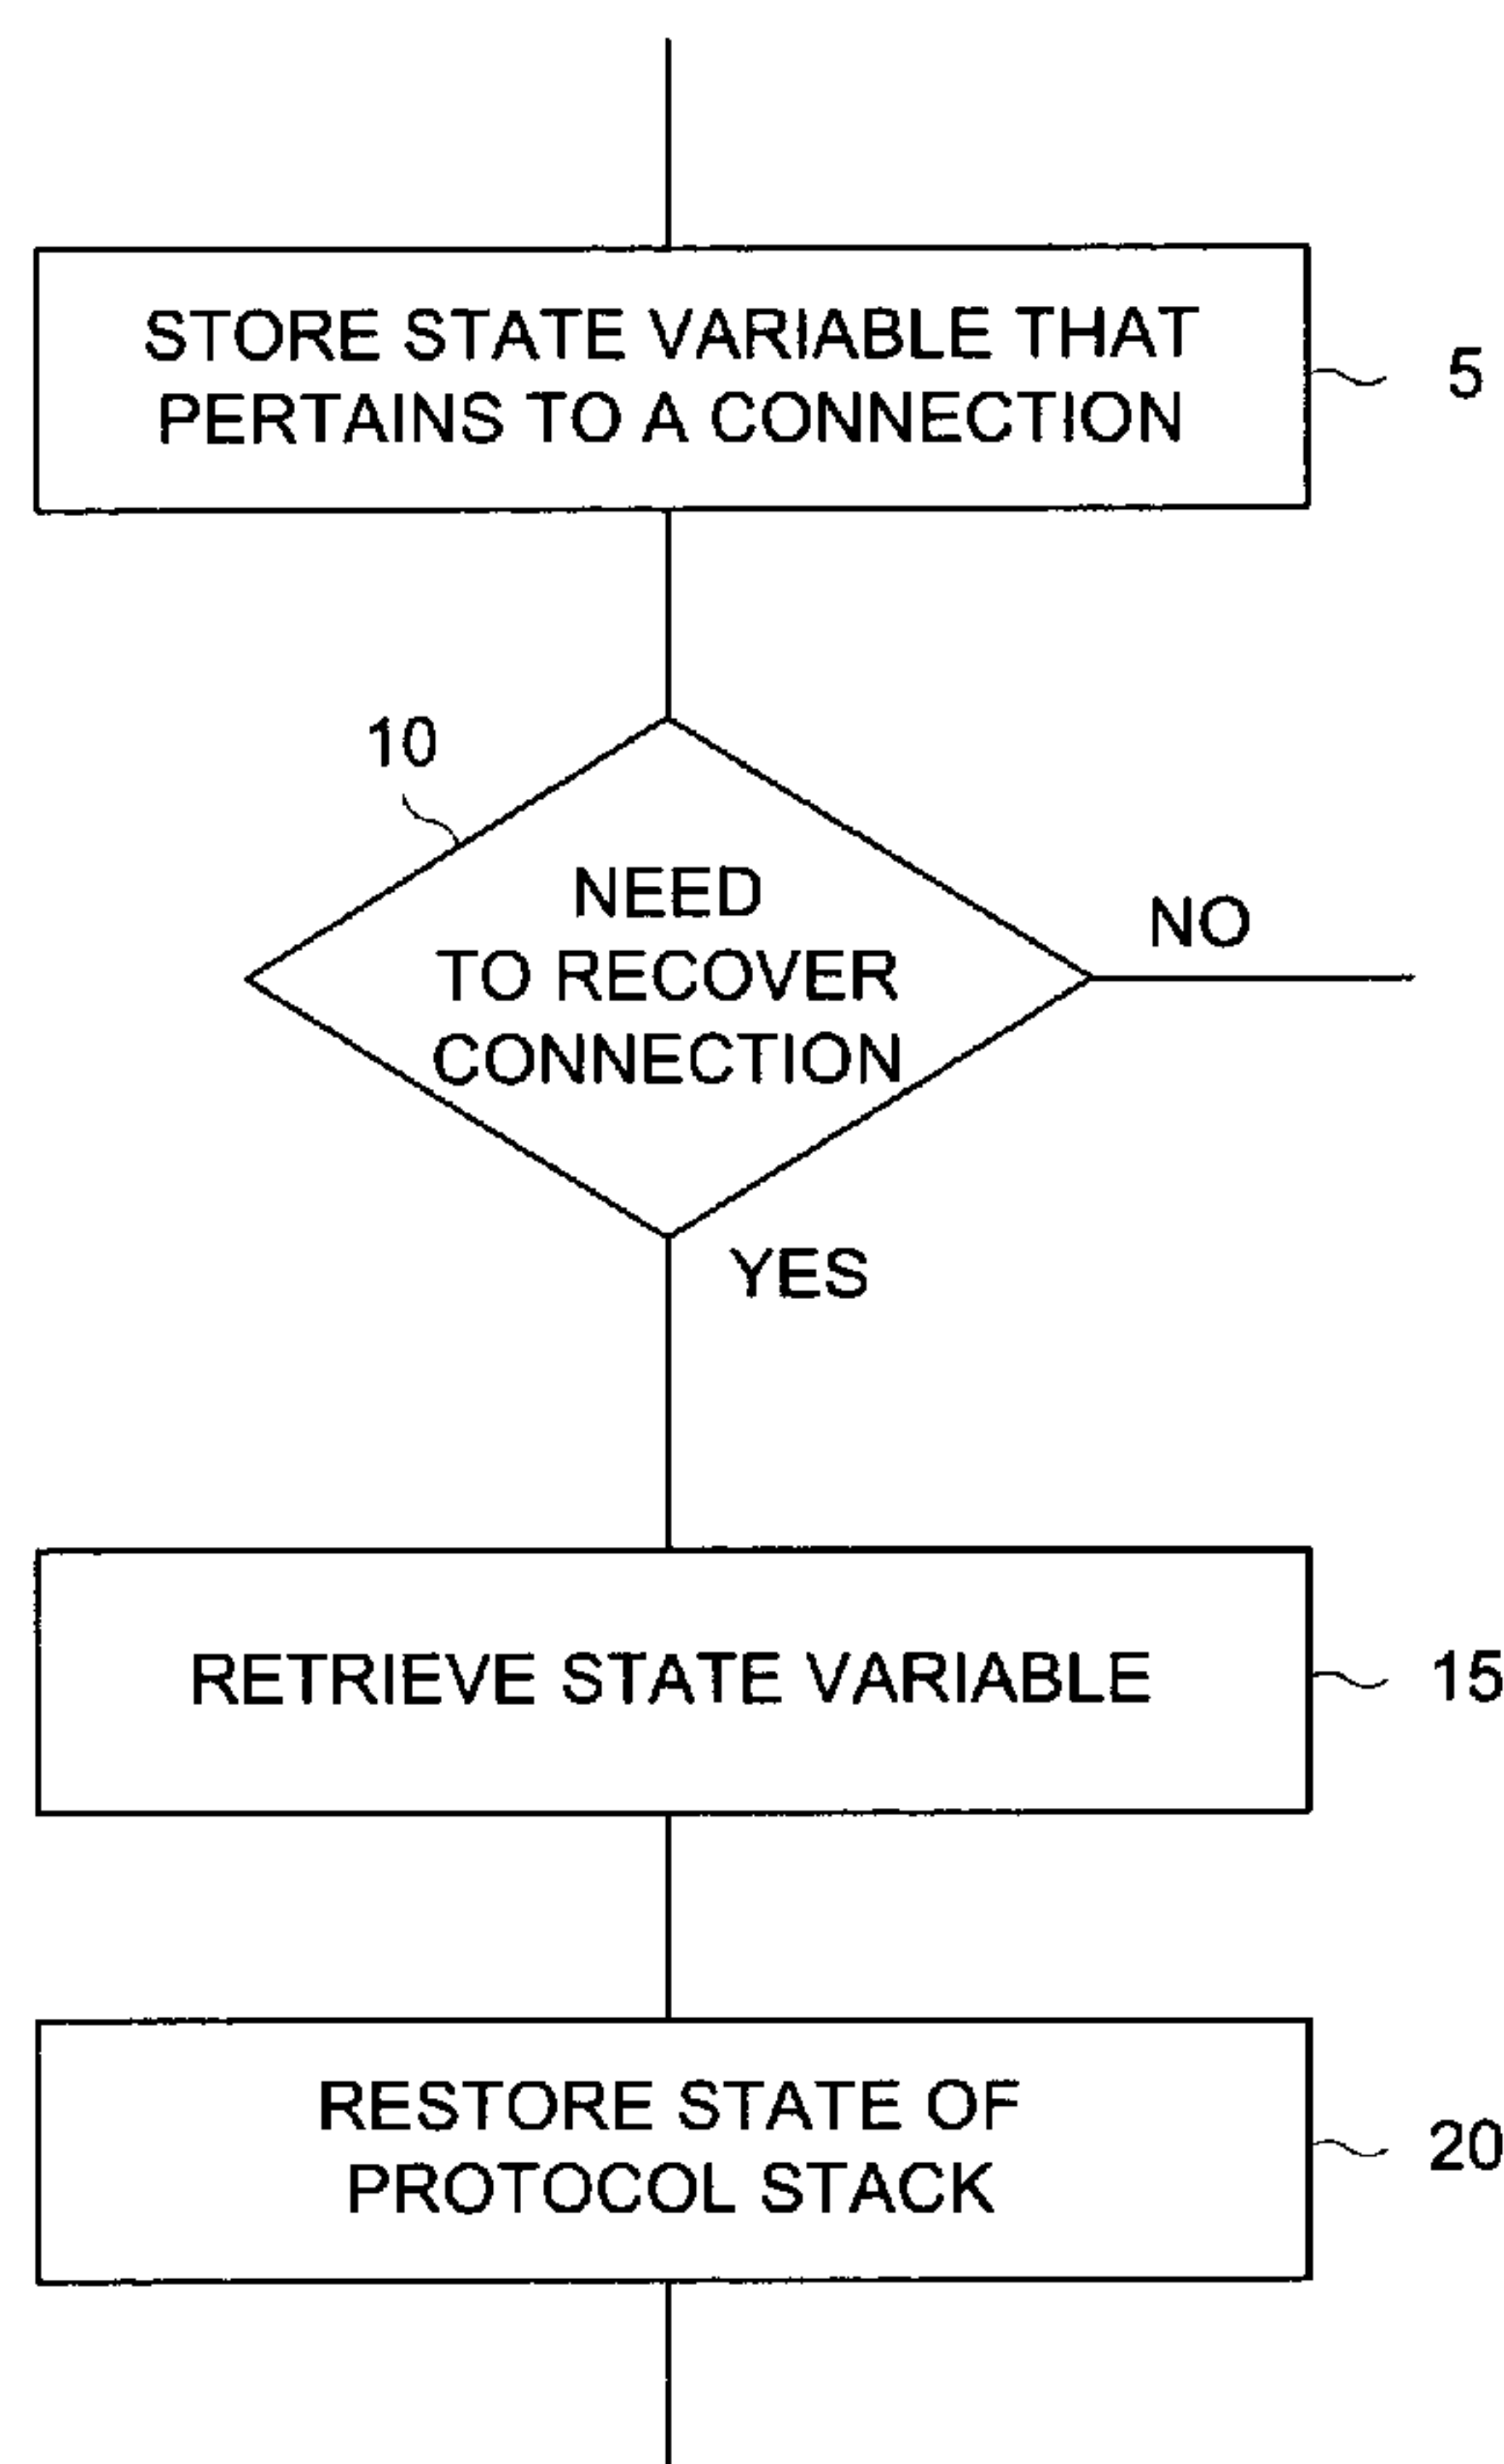 STORE STATE VARIABLE THAT
PERTAINS TO A CONNECTION
5
10
NEED
TO RECOVER
CONNECTION
NO
YES
RETRIEVE STATE VARIABLE
15
RESTORE STATE OF
PROTOCOL STACK
20